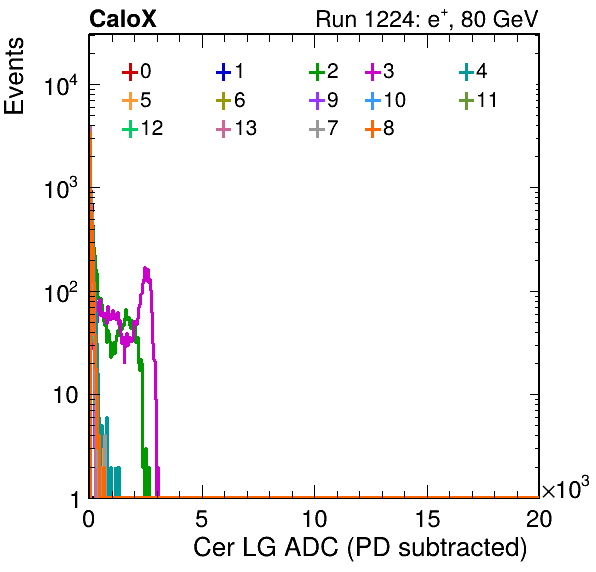 CaloX Run 1224: e⁺, 80 GeV
Events
10⁴
10³
10²
10
1
0 1 2 3 4
5 6 9 10 11
12 13 7 8
0 5 10 15 20
×10³
Cer LG ADC (PD subtracted)